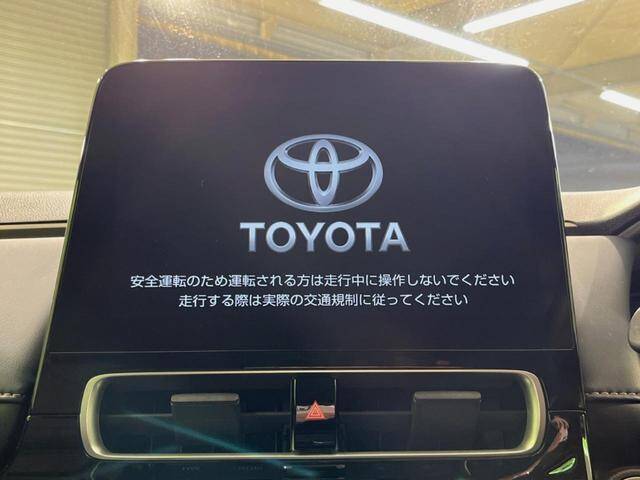 TOYOTA
安全運転のため運転される方は走行中に操作しないでください
走行する際は実際の交通規制に従ってください